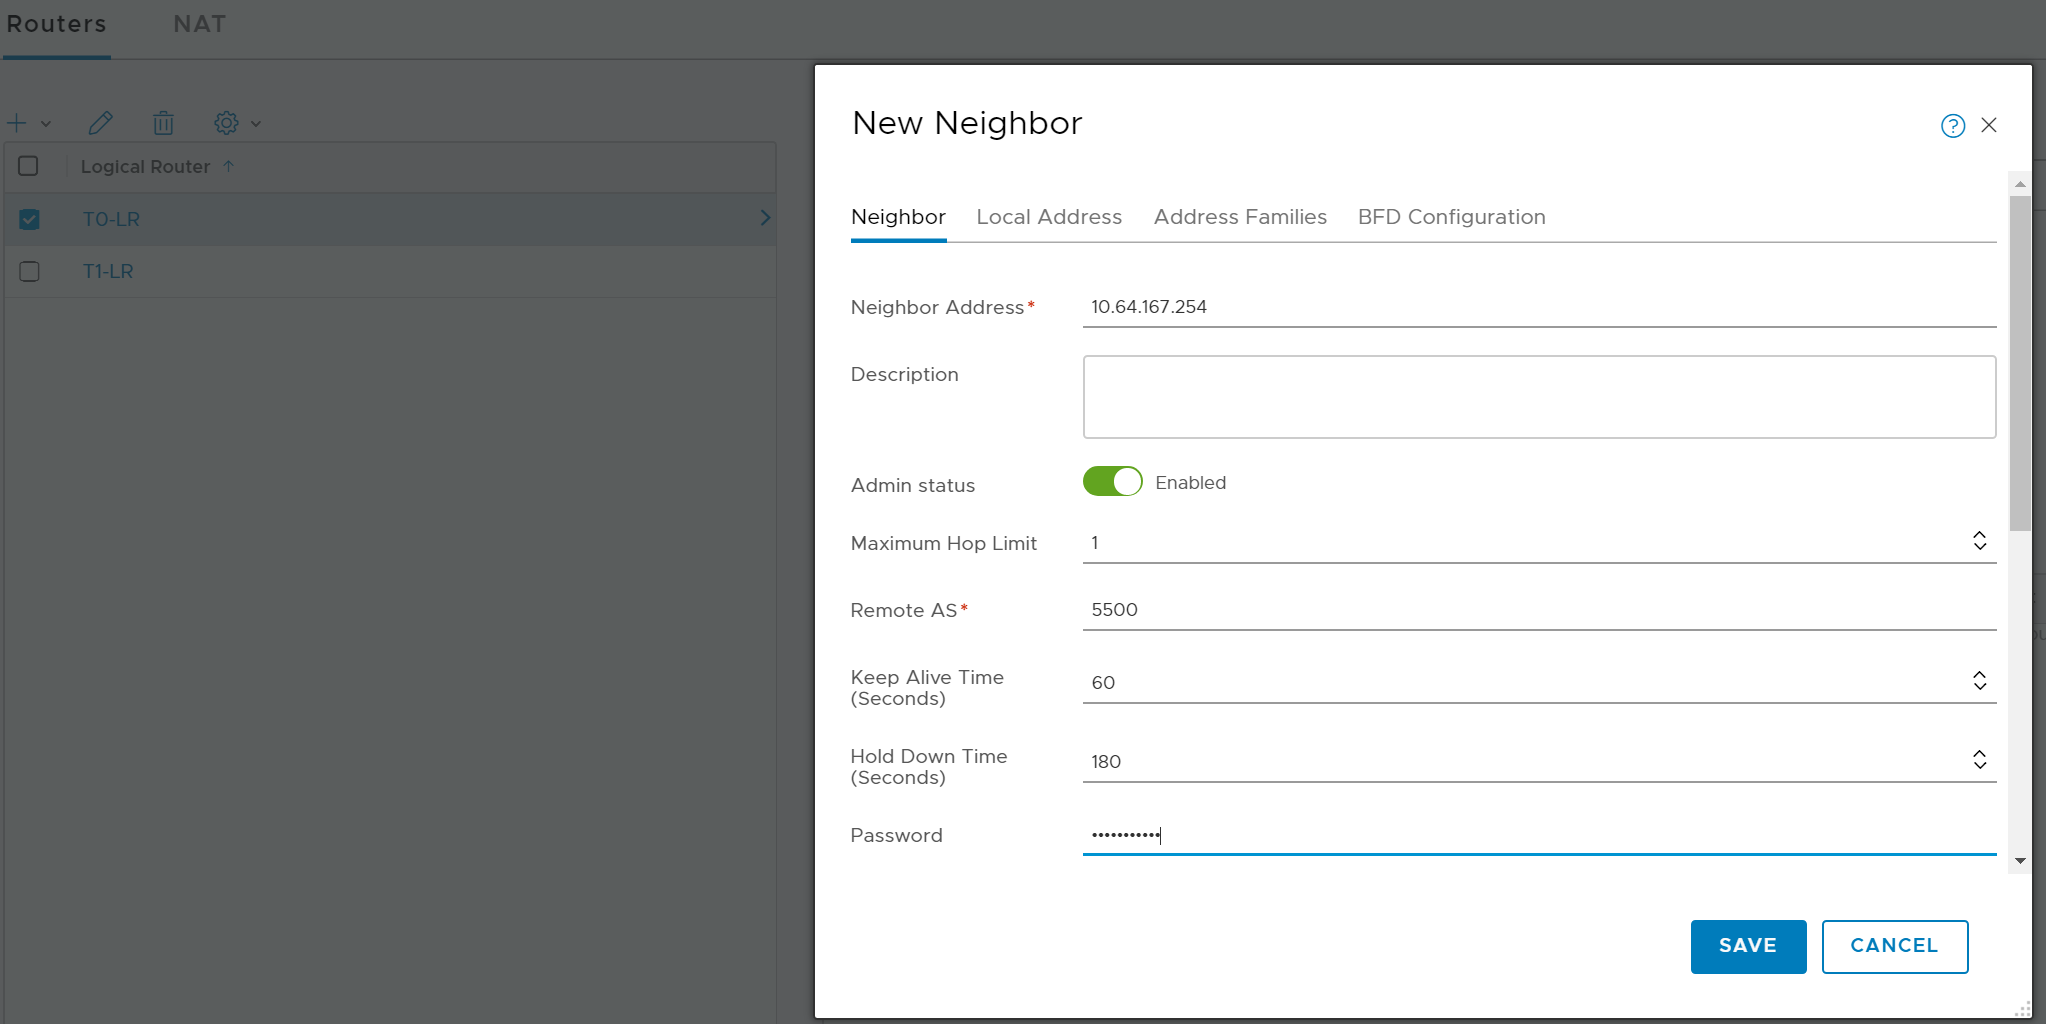 Routers NAT
Logical Router
T0-LR
T1-LR
New Neighbor
Neighbor Local Address Address Families BFD Configuration
Neighbor Address* 10.64.167.254
Description
Admin status Enabled
Maximum Hop Limit 1
Remote AS* 5500
Keep Alive Time
(Seconds)
60
Hold Down Time
(Seconds)
180
Password •••••••••••
SAVE CANCEL